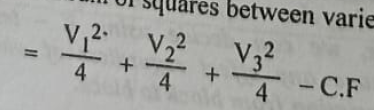 of squares between varie
= V₁²/4 + V₂²/4 + V₃²/4 – C.F